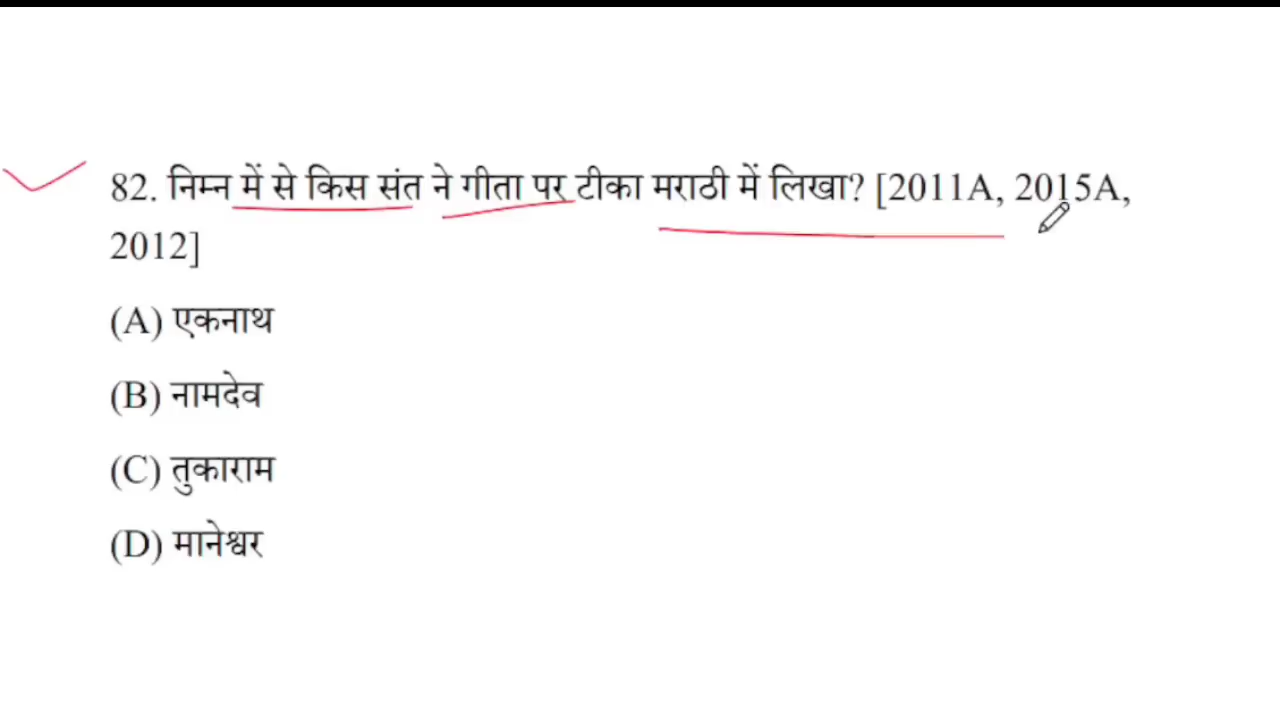 82. निम्न में से किस संत ने गीता पर टीका मराठी में लिखा? [2011A, 2015A,
2012]
(A) एकनाथ
(B) नामदेव
(C) तुकाराम
(D) मानेश्वर